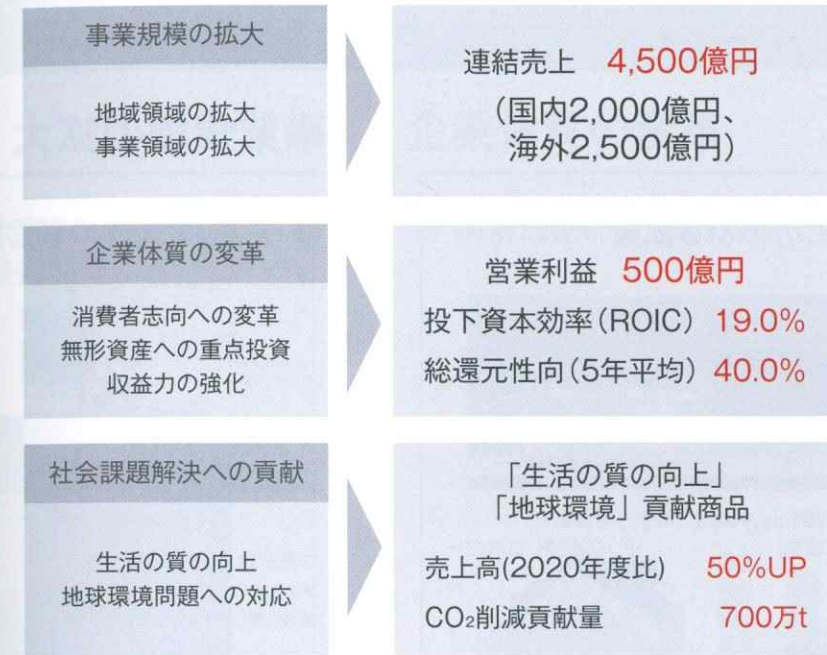 事業規模の拡大
地域領域の拡大
事業領域の拡大
連結売上 4,500億円
(国内2,000億円、
海外2,500億円)
企業体質の変革
消費者志向への変革
無形資産への重点投資
収益力の強化
営業利益 500億円
投下資本効率(ROIC) 19.0%
総還元性向(5年平均) 40.0%
社会課題解決への貢献
生活の質の向上
地球環境問題への対応
「生活の質の向上」
「地球環境」貢献商品
売上高(2020年度比) 50%UP
CO₂削減貢献量 700万t